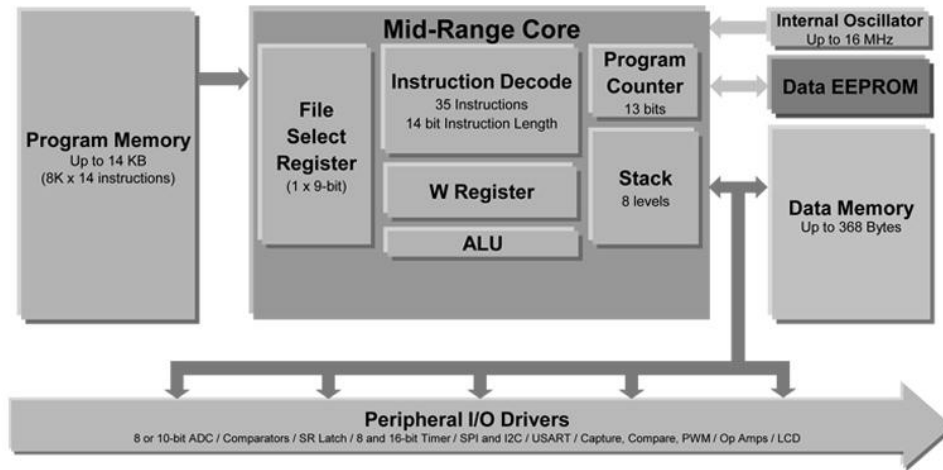 Mid-Range Core
Program Memory
Up to 14 KB
(8K x 14 instructions)
File
Select
Register
(1 x 9-bit)
Instruction Decode
35 Instructions
14 bit Instruction Length
W Register
ALU
Program
Counter
13 bits
Stack
8 levels
Internal Oscillator
Up to 16 MHz
Data EEPROM
Data Memory
Up to 368 Bytes
Peripheral I/O Drivers
8 or 10-bit ADC / Comparators / SR Latch / 8 and 16-bit Timer / SPI and I2C / USART / Capture, Compare, PWM / Op Amps / LCD